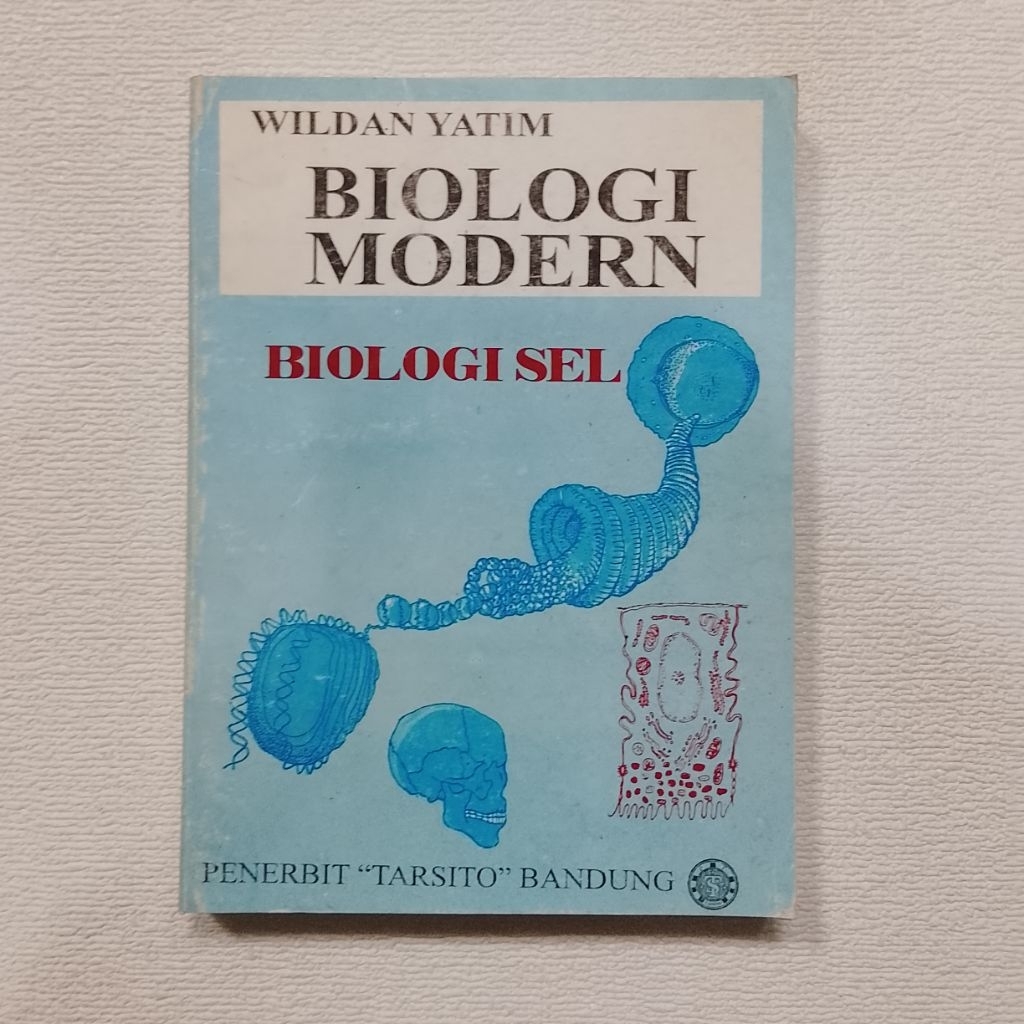 WILDAN YATIM
BIOLOGI
MODERN
BIOLOGI SEL
PENERBIT “TARSITO” BANDUNG